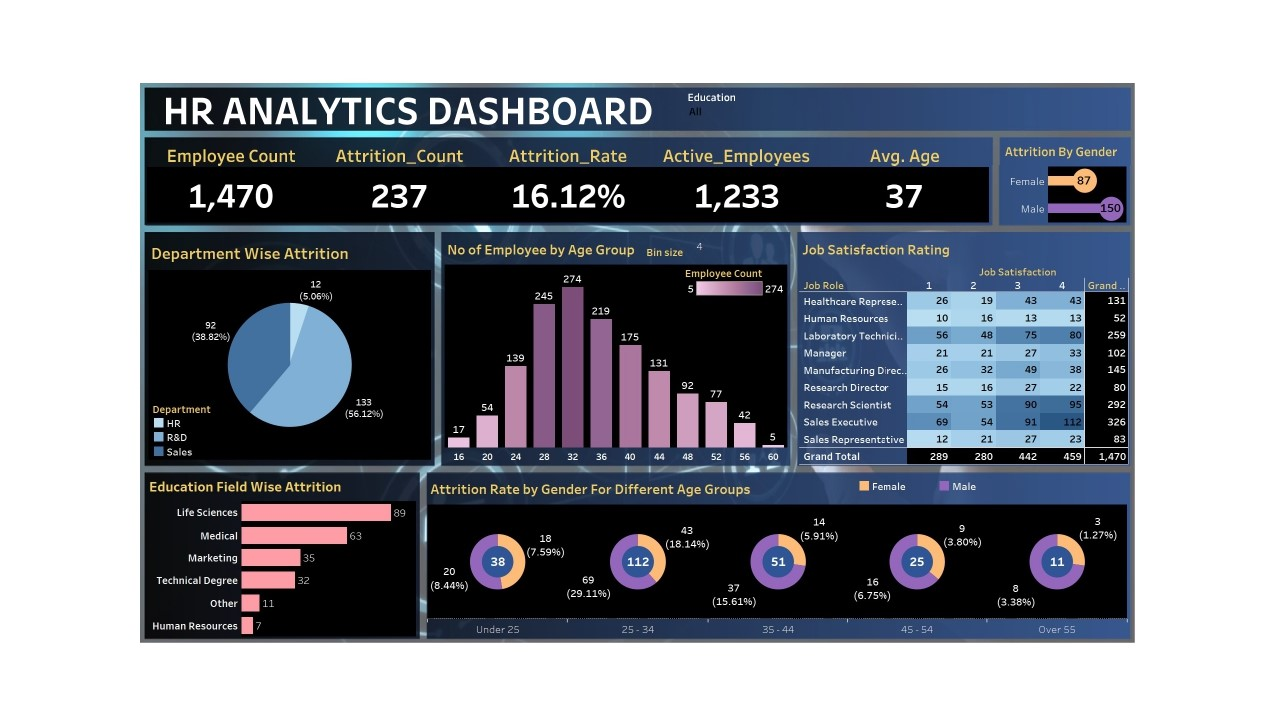 HR ANALYTICS DASHBOARD
Education
All
Employee Count Attrition_Count Attrition_Rate Active_Employees Avg. Age
1,470 237 16.12% 1,233 37
Attrition By Gender
Female 87
Male 150
Department Wise Attrition
12
(5.06%)
92
(38.82%)
133
(56.12%)
Department
HR
R&D
Sales
No of Employee by Age Group Bin size 4
Employee Count
5 274
17 54 139 245 274 219 175 131 92 77 42 5
16 20 24 28 32 36 40 44 48 52 56 60
Job Satisfaction Rating
Job Satisfaction
Job Role 1 2 3 4 Grand ..
Healthcare Represe.. 26 19 43 43 131
Human Resources 10 16 13 13 52
Laboratory Technici.. 56 48 75 80 259
Manager 21 21 27 33 102
Manufacturing Direc.. 26 32 49 38 145
Research Director 15 16 27 22 80
Research Scientist 54 53 90 95 292
Sales Executive 69 54 91 112 326
Sales Representative 12 21 27 23 83
Grand Total 289 280 442 459 1,470
Education Field Wise Attrition
Life Sciences 89
Medical 63
Marketing 35
Technical Degree 32
Other 11
Human Resources 7
Attrition Rate by Gender For Different Age Groups
Female Male
38
18
(7.59%)
20
(8.44%)
Under 25
112
43
(18.14%)
69
(29.11%)
25 - 34
51
14
(5.91%)
37
(15.61%)
35 - 44
25
9
(3.80%)
16
(6.75%)
45 - 54
11
3
(1.27%)
8
(3.38%)
Over 55